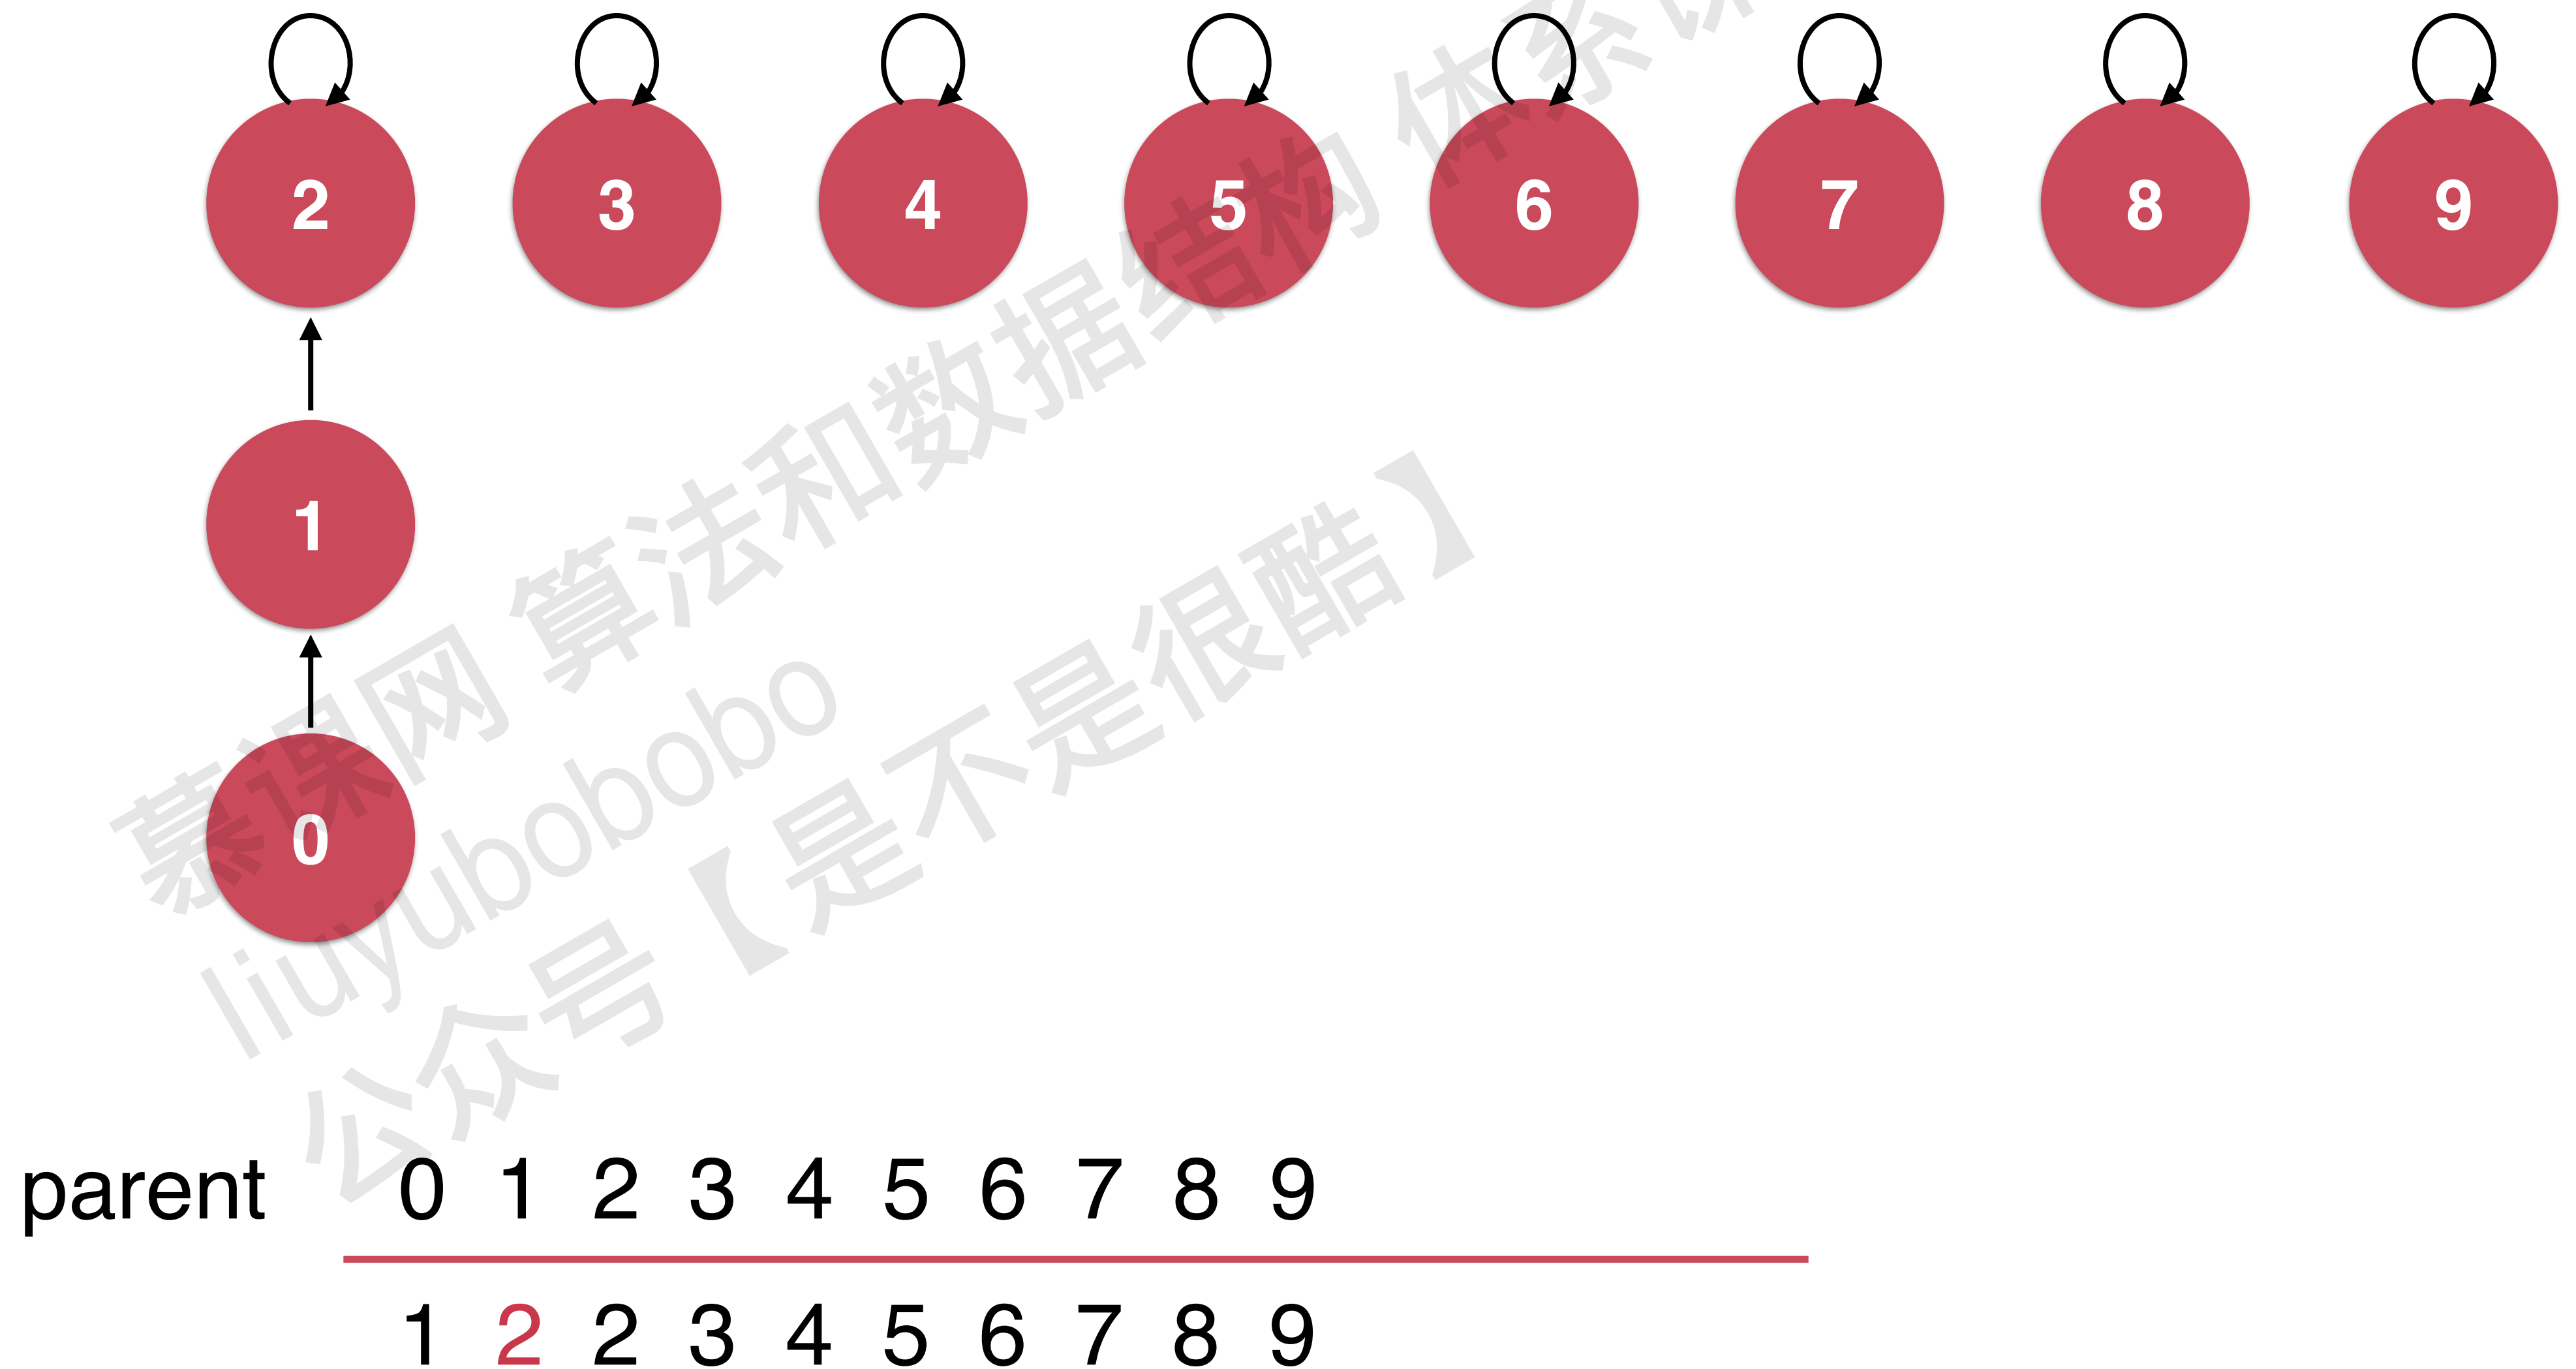 2 3 4 5 6 7 8 9
1
0
慕课网 算法和数据结构 体系课
liuyubobobo
公众号【是不是很酷】
parent 0 1 2 3 4 5 6 7 8 9
1 2 2 3 4 5 6 7 8 9